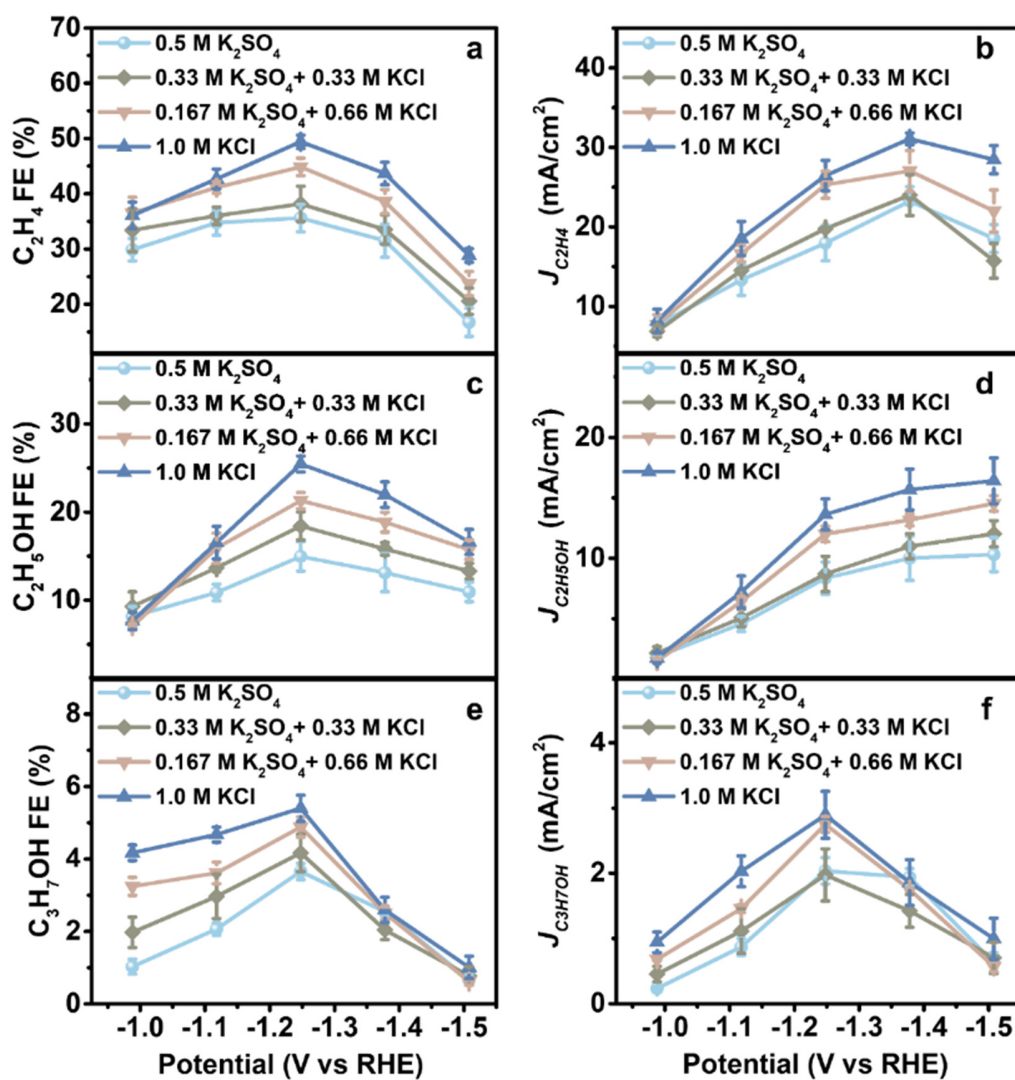 70
60
50
40
30
20
C₂H₄ FE (%)
0.5 M K₂SO₄
0.33 M K₂SO₄+ 0.33 M KCl
0.167 M K₂SO₄+ 0.66 M KCl
1.0 M KCl
a
40
30
20
10
J_C2H4 (mA/cm²)
0.5 M K₂SO₄
0.33 M K₂SO₄+ 0.33 M KCl
0.167 M K₂SO₄+ 0.66 M KCl
1.0 M KCl
b
30
20
10
C₂H₅OH FE (%)
0.5 M K₂SO₄
0.33 M K₂SO₄+ 0.33 M KCl
0.167 M K₂SO₄+ 0.66 M KCl
1.0 M KCl
c
20
10
J_C2H5OH (mA/cm²)
0.5 M K₂SO₄
0.33 M K₂SO₄+ 0.33 M KCl
0.167 M K₂SO₄+ 0.66 M KCl
1.0 M KCl
d
8
6
4
2
0
C₃H₇OH FE (%)
0.5 M K₂SO₄
0.33 M K₂SO₄+ 0.33 M KCl
0.167 M K₂SO₄+ 0.66 M KCl
1.0 M KCl
e
-1.0 -1.1 -1.2 -1.3 -1.4 -1.5
Potential (V vs RHE)
4
2
0
J_C3H7OH (mA/cm²)
0.5 M K₂SO₄
0.33 M K₂SO₄+ 0.33 M KCl
0.167 M K₂SO₄+ 0.66 M KCl
1.0 M KCl
f
-1.0 -1.1 -1.2 -1.3 -1.4 -1.5
Potential (V vs RHE)